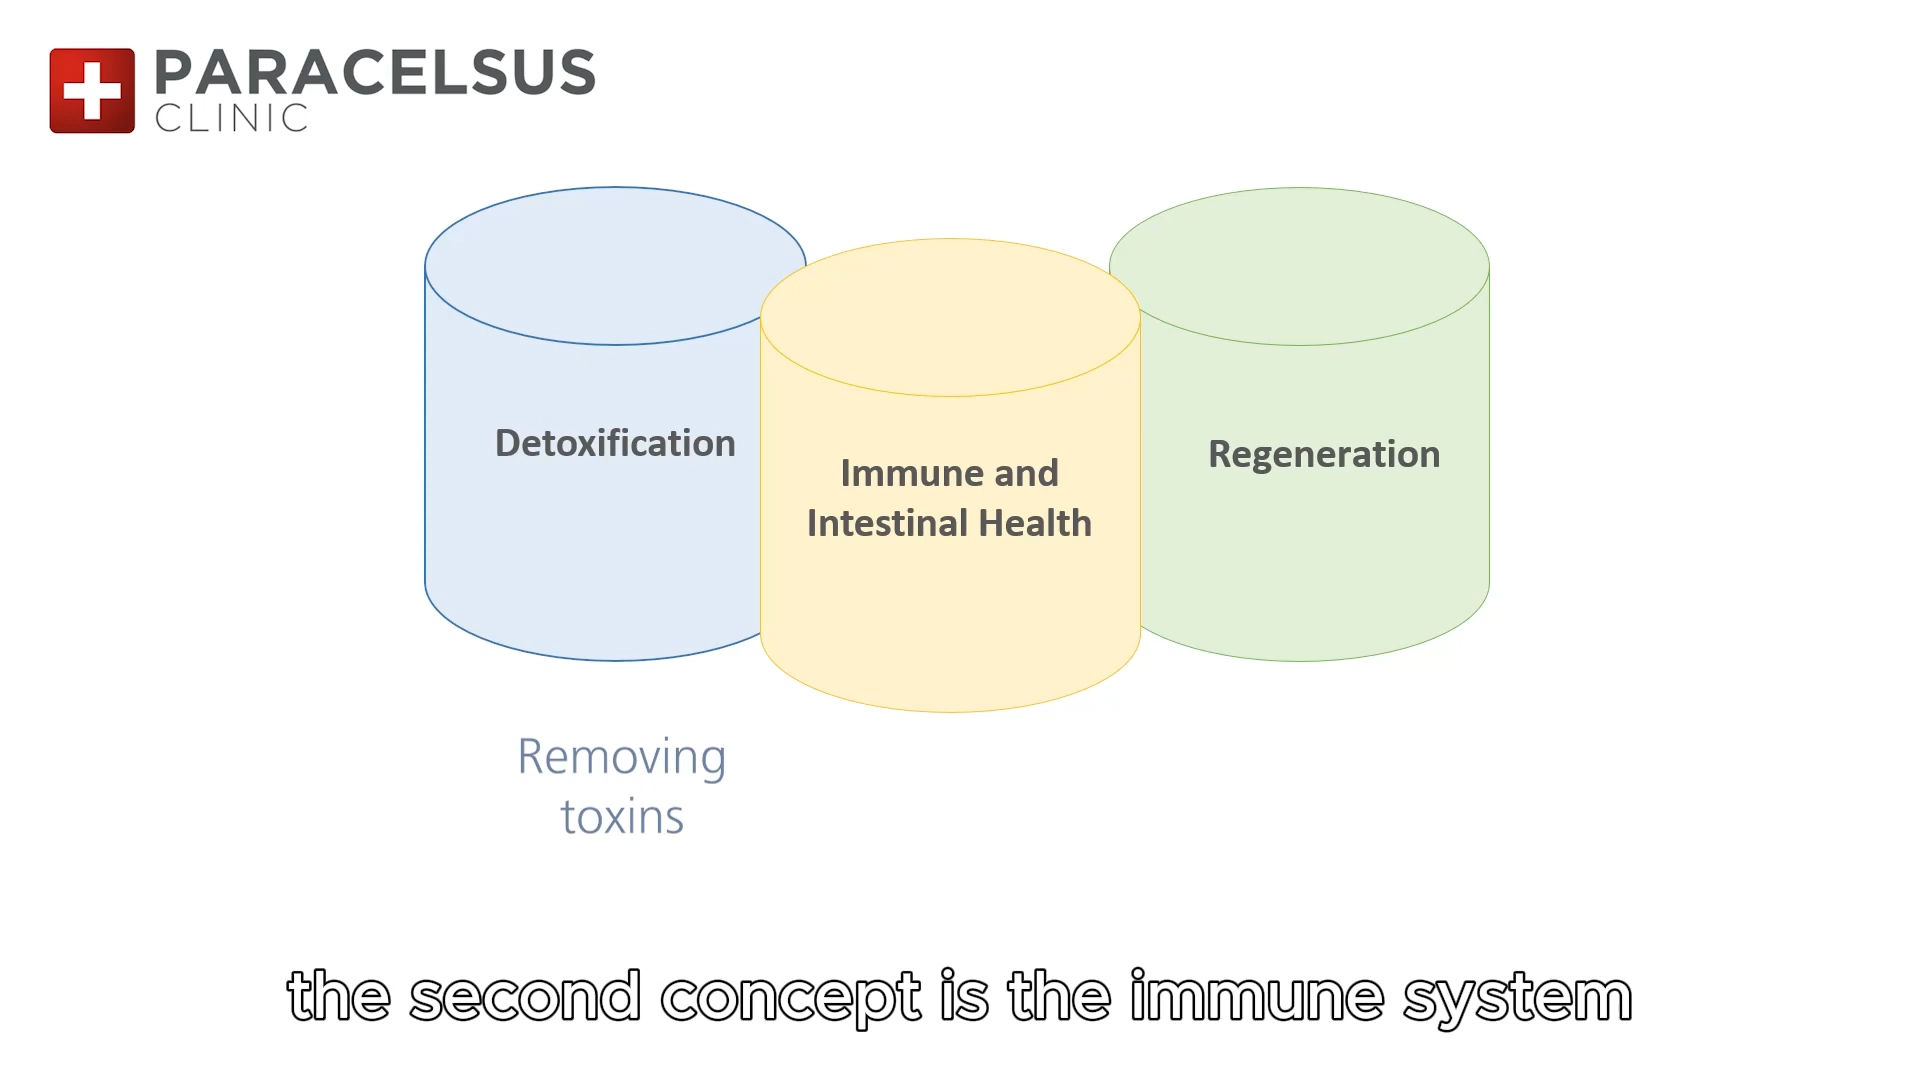 PARACELSUS
CLINIC
Detoxification
Immune and
Intestinal Health
Regeneration
Removing
toxins
the second concept is the immune system